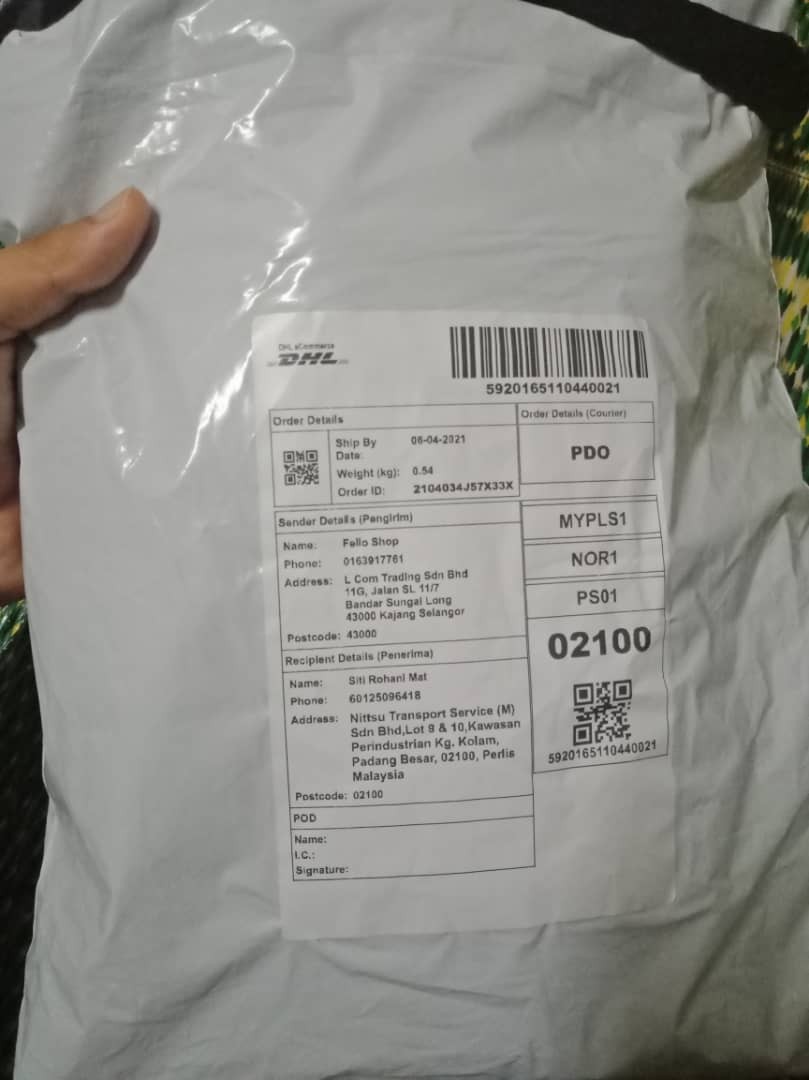 DHL eCommerce
DHL
5920165110440021
Order Details
Ship By Date: 06-04-2021
Weight (kg): 0.54
Order ID: 2104034J57X33X
Order Details (Courier)
PDO
MYPLS1
NOR1
PS01
02100
5920165110440021
Sender Details (Pengirim)
Name: Fello Shop
Phone: 0163917761
Address: L Com Trading Sdn Bhd
11G, Jalan SL 11/7
Bandar Sungai Long
43000 Kajang Selangor
Postcode: 43000
Recipient Details (Penerima)
Name: Siti Rohani Mat
Phone: 60125096418
Address: Nittsu Transport Service (M)
Sdn Bhd,Lot 9 & 10,Kawasan
Perindustrian Kg. Kolam,
Padang Besar, 02100, Perlis
Malaysia
Postcode: 02100
POD
Name:
I.C.:
Signature: